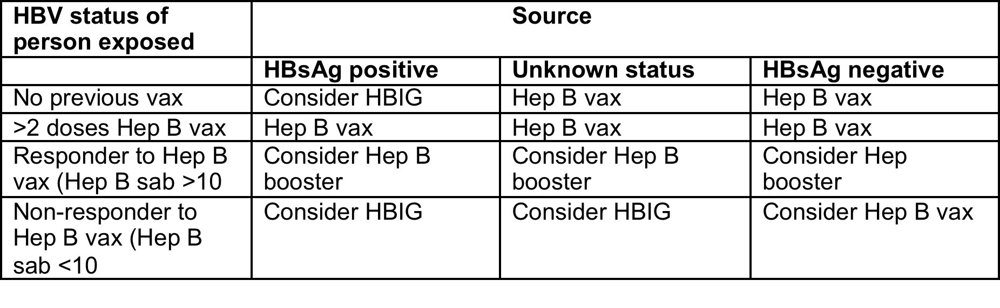 HBV status of
person exposed
Source
HBsAg positive
Unknown status
HBsAg negative
No previous vax
Consider HBIG
Hep B vax
Hep B vax
>2 doses Hep B vax
Hep B vax
Hep B vax
Hep B vax
Responder to Hep B
vax (Hep B sab >10
Consider Hep B
booster
Consider Hep B
booster
Consider Hep
booster
Non-responder to
Hep B vax (Hep B
sab <10
Consider HBIG
Consider HBIG
Consider Hep B vax